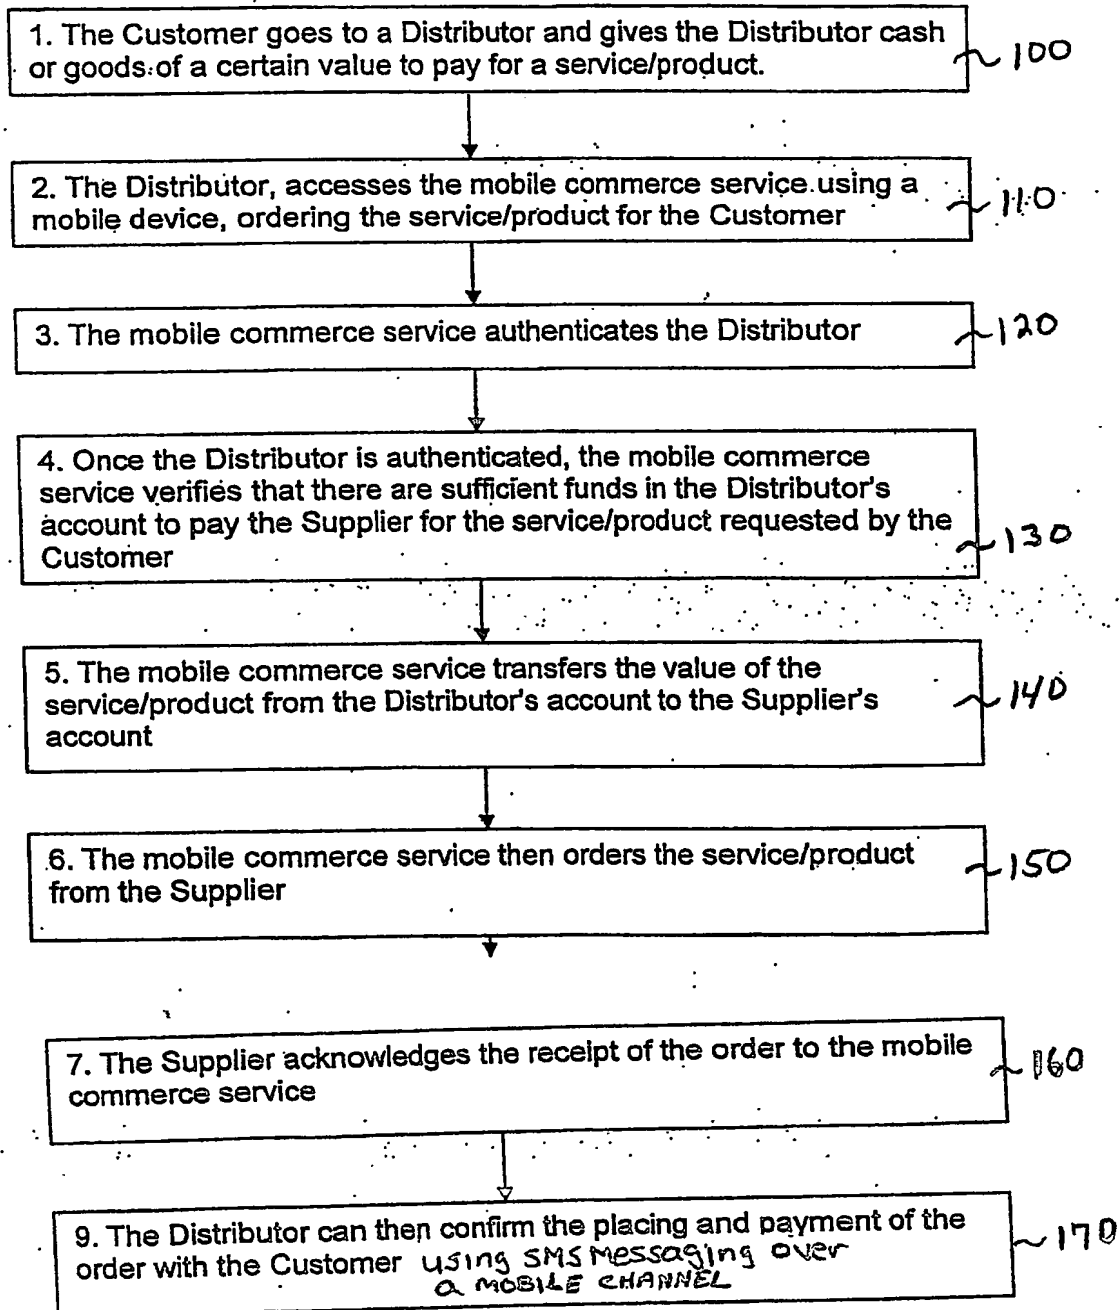 1. The Customer goes to a Distributor and gives the Distributor cash
or goods of a certain value to pay for a service/product.
100
2. The Distributor, accesses the mobile commerce service using a
mobile device, ordering the service/product for the Customer
110
3. The mobile commerce service authenticates the Distributor
120
4. Once the Distributor is authenticated, the mobile commerce
service verifies that there are sufficient funds in the Distributor's
account to pay the Supplier for the service/product requested by the
Customer
130
5. The mobile commerce service transfers the value of the
service/product from the Distributor's account to the Supplier's
account
140
6. The mobile commerce service then orders the service/product
from the Supplier
150
7. The Supplier acknowledges the receipt of the order to the mobile
commerce service
160
9. The Distributor can then confirm the placing and payment of the
order with the Customer using SMS Messaging over
a MOBILE CHANNEL
170